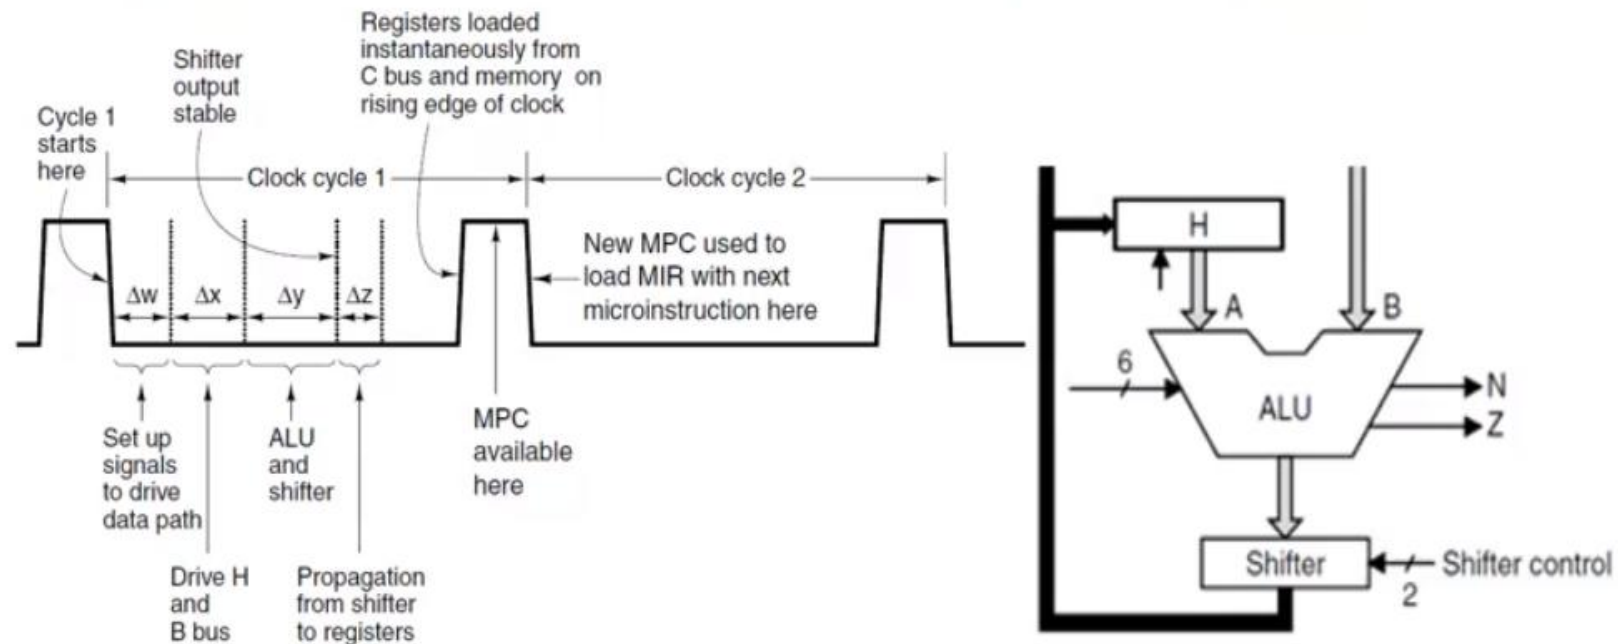 Registers loaded
instantaneously from
C bus and memory on
rising edge of clock
Shifter
output
stable
Cycle 1
starts
here
Clock cycle 1
Clock cycle 2
New MPC used to
load MIR with next
microinstruction here
Δw
Δx
Δy
Δz
MPC
available
here
Set up
signals
to drive
data path
ALU
and
shifter
Drive H
and
B bus
Propagation
from shifter
to registers
H
A
B
6
ALU
N
Z
Shifter
Shifter control
2